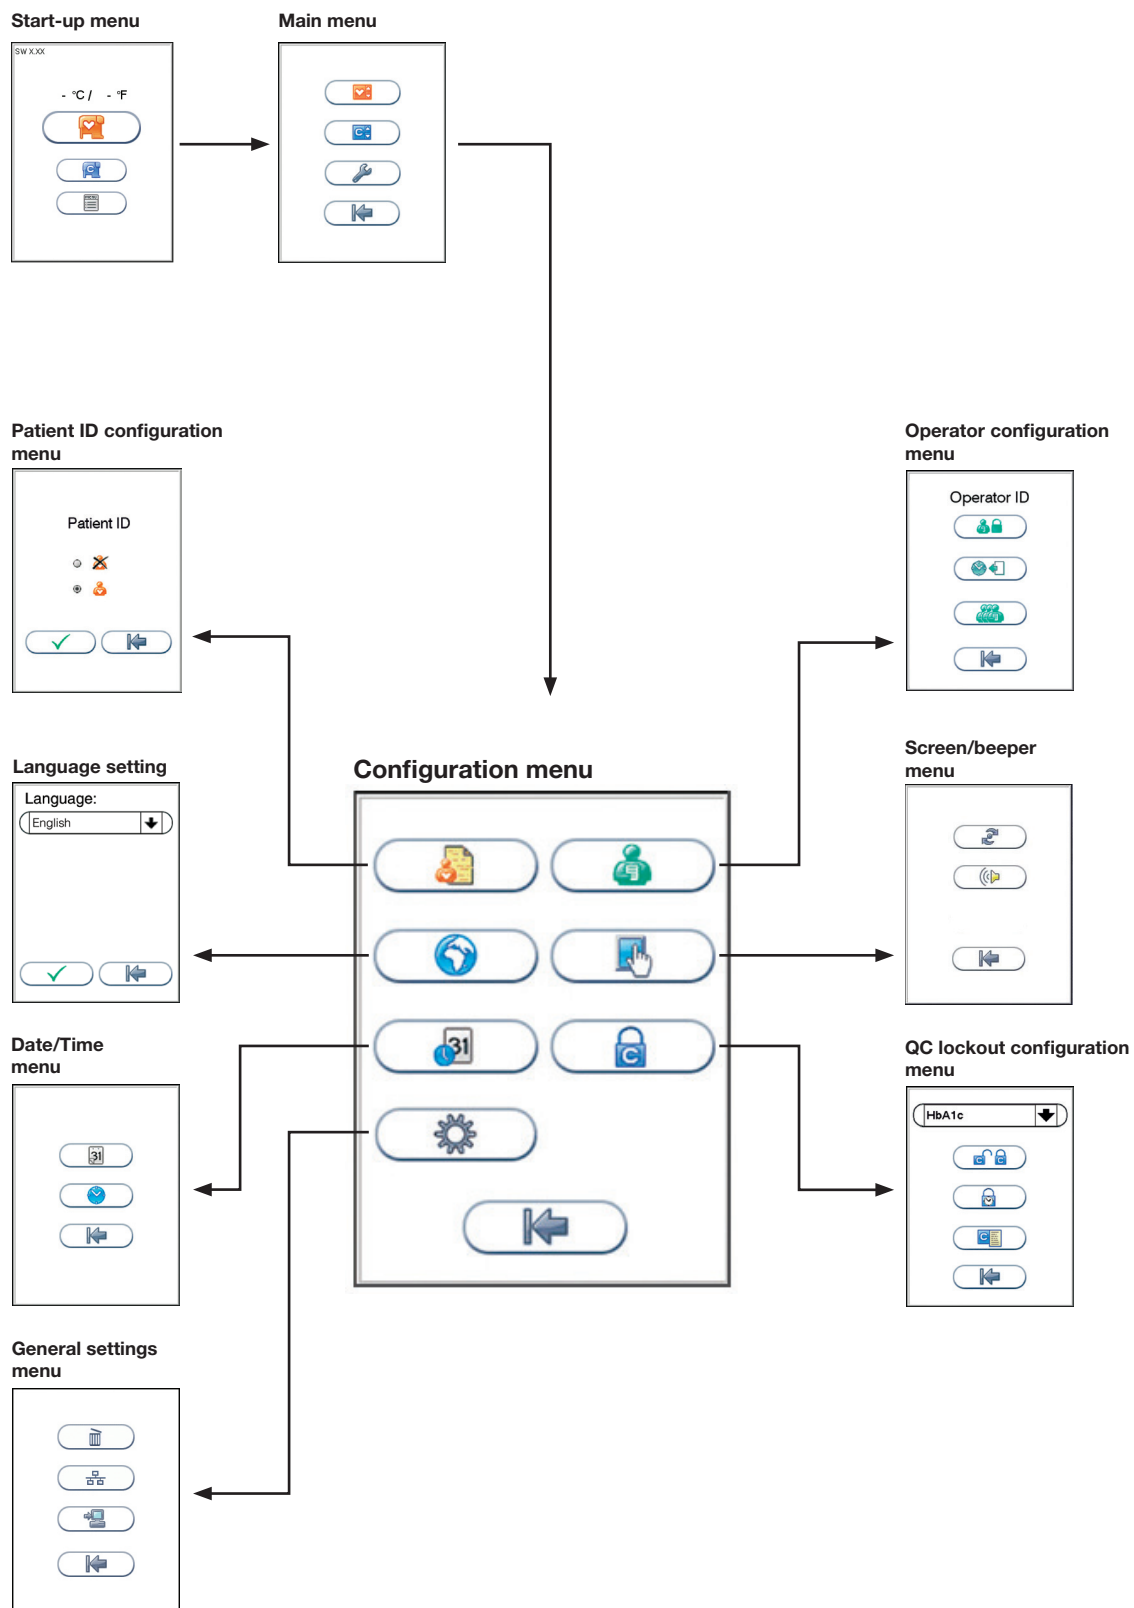 Start-up menu
Main menu
SW X.XX
- °C / - °F
MENU
C
C
Patient ID configuration
menu
Patient ID
Operator configuration
menu
Operator ID
Language setting
Language:
English
Screen/beeper
menu
Configuration menu
31
C
Date/Time
menu
31
QC lockout configuration
menu
HbA1c
C C
C
General settings
menu